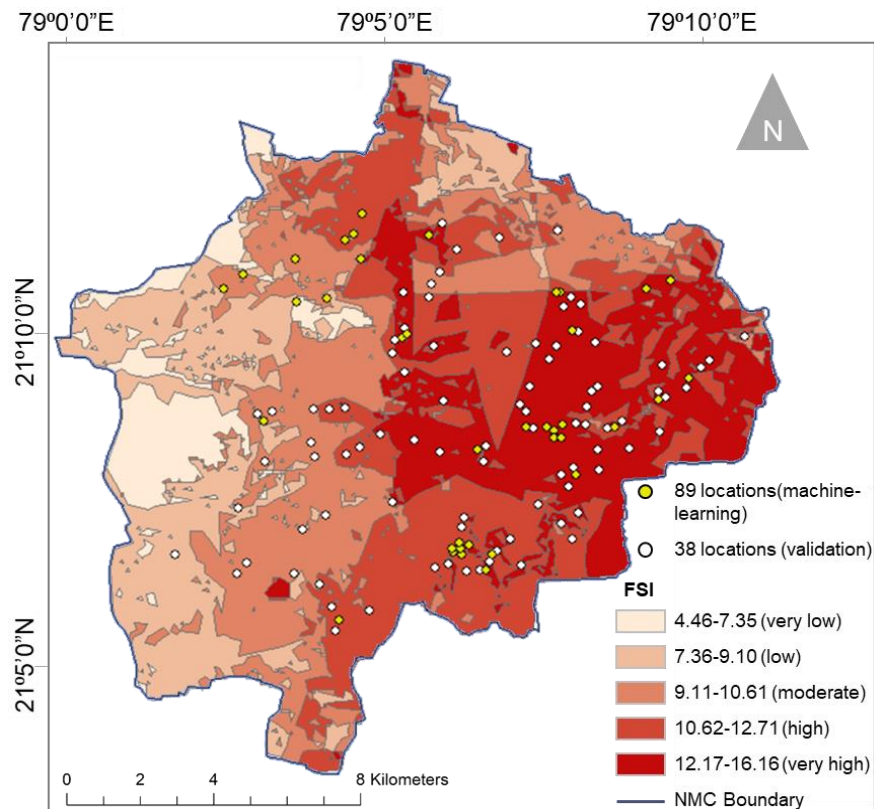 79º0’0”E 79º5’0”E 79º10’0”E
N
21º10’0”N
21º5’0”N
89 locations(machine-
learning)
38 locations (validation)
FSI
4.46-7.35 (very low)
7.36-9.10 (low)
9.11-10.61 (moderate)
10.62-12.71 (high)
12.17-16.16 (very high)
NMC Boundary
0 2 4 8 Kilometers